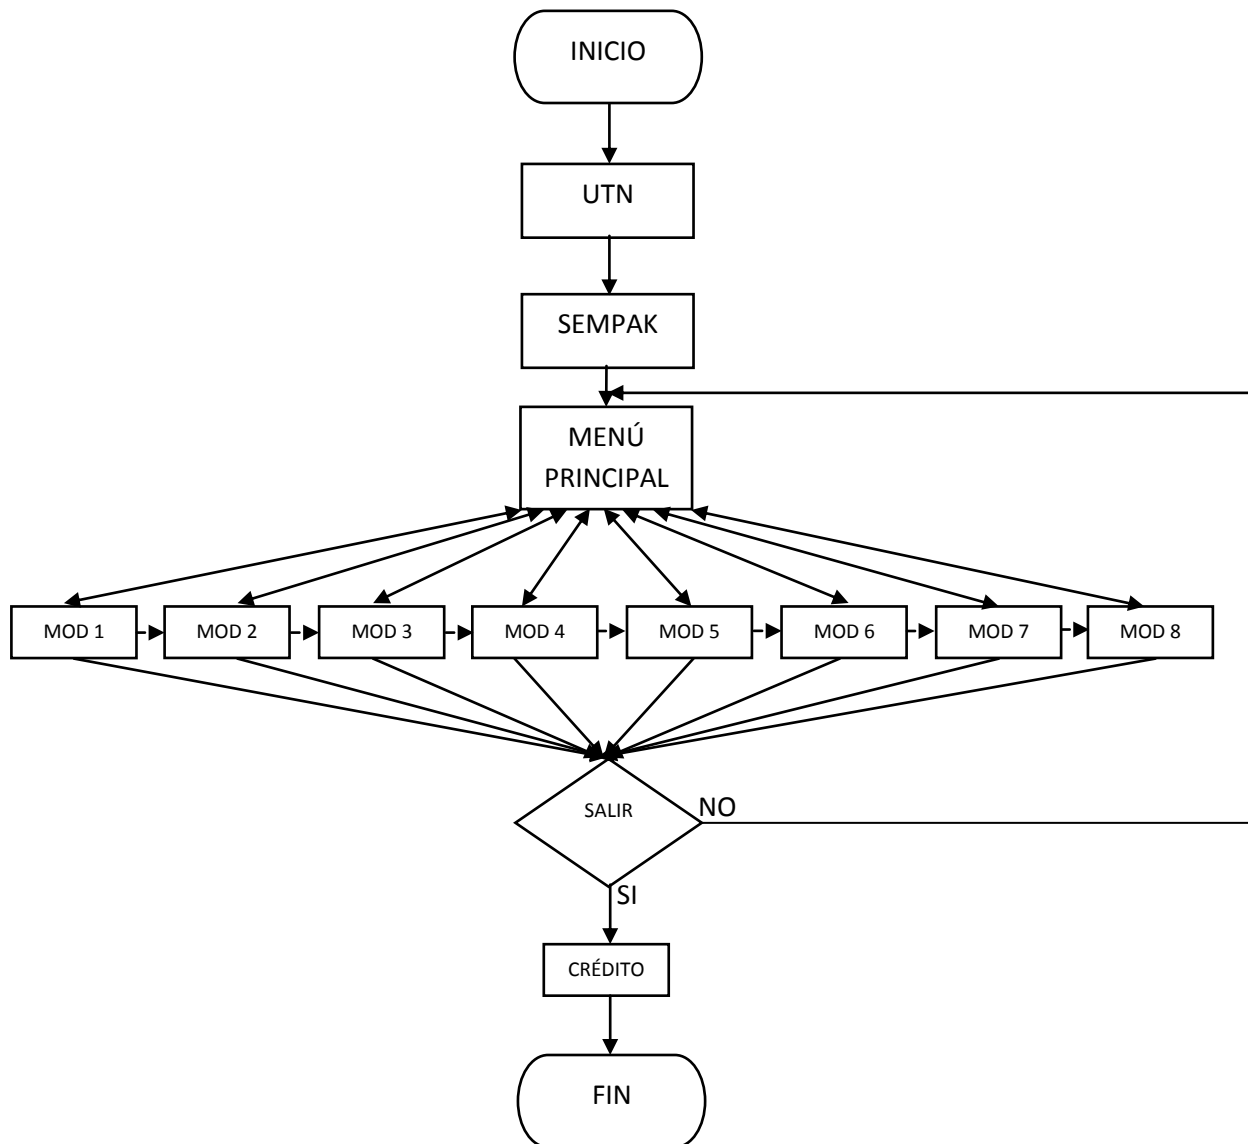 INICIO
UTN
SEMPAK
MENÚ
PRINCIPAL
MOD 1
MOD 2
MOD 3
MOD 4
MOD 5
MOD 6
MOD 7
MOD 8
SALIR
NO
SI
CRÉDITO
FIN